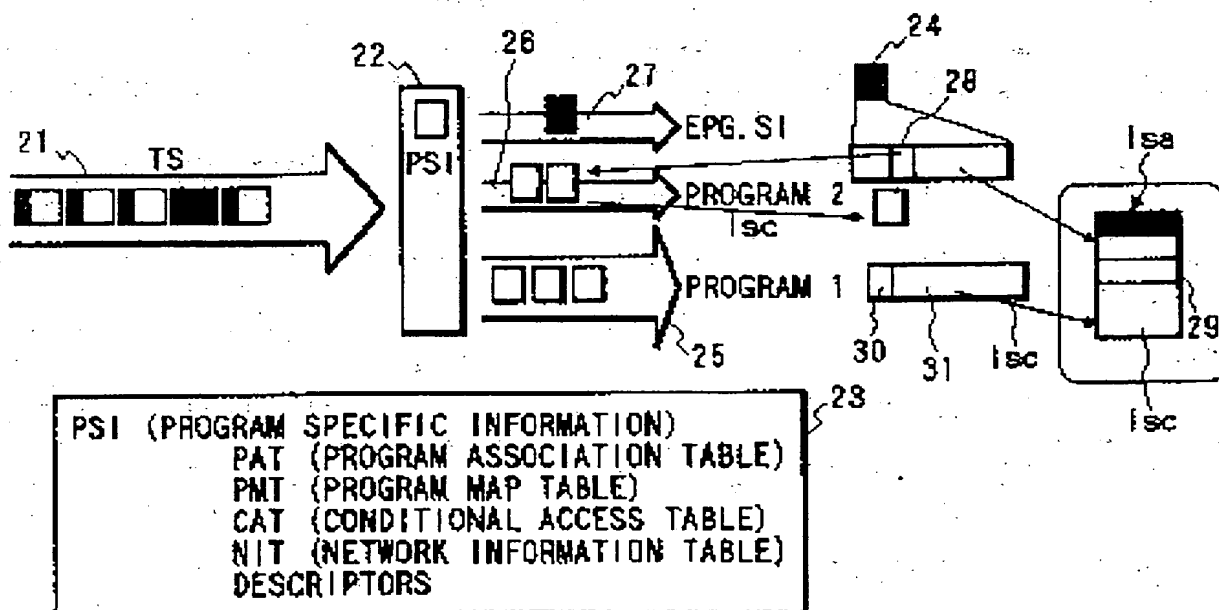 24
26
22
27
28
21
TS
PSI
EPG.SI
Isa
PROGRAM 2
Isc
PROGRAM 1
29
25
30
31
Isc
Isc
23
PSI (PROGRAM SPECIFIC INFORMATION)
PAT (PROGRAM ASSOCIATION TABLE)
PMT (PROGRAM MAP TABLE)
CAT (CONDITIONAL ACCESS TABLE)
NIT (NETWORK INFORMATION TABLE)
DESCRIPTORS